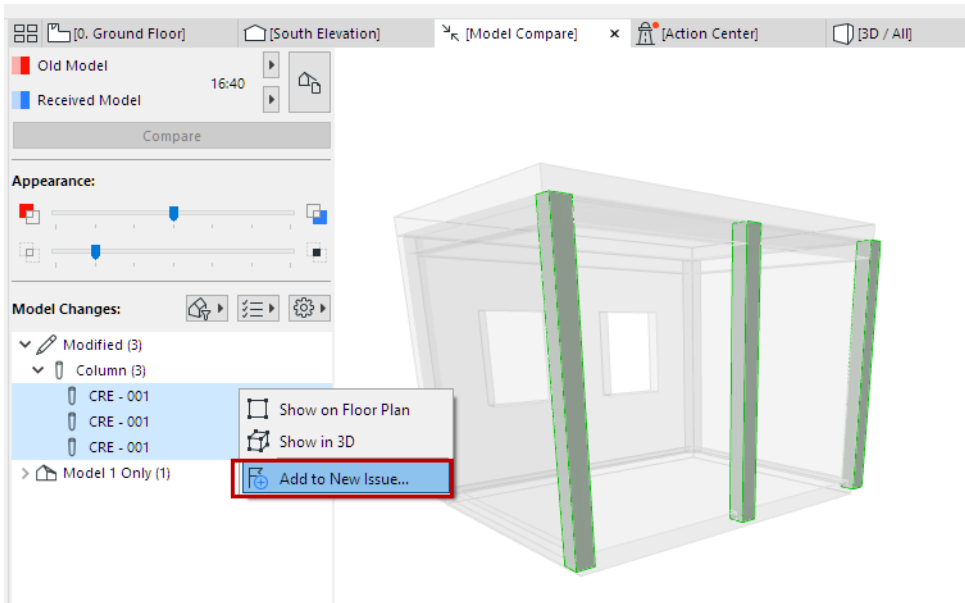 [0. Ground Floor] [South Elevation] [Model Compare] × [Action Center] [3D / All]
Old Model
16:40
Received Model
Compare
Appearance:
Model Changes:
Modified (3)
Column (3)
CRE - 001
CRE - 001
CRE - 001
Model 1 Only (1)
Show on Floor Plan
Show in 3D
Add to New Issue...